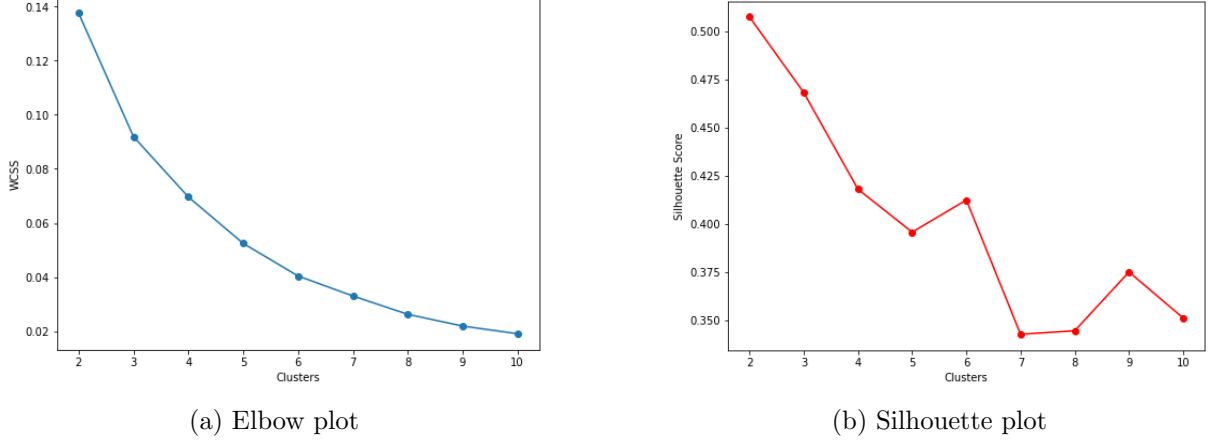 0.14
0.12
0.10
0.08
0.06
0.04
0.02
WCSS
2 3 4 5 6 7 8 9 10
Clusters
(a) Elbow plot
0.500
0.475
0.450
0.425
0.400
0.375
0.350
Silhouette Score
2 3 4 5 6 7 8 9 10
Clusters
(b) Silhouette plot